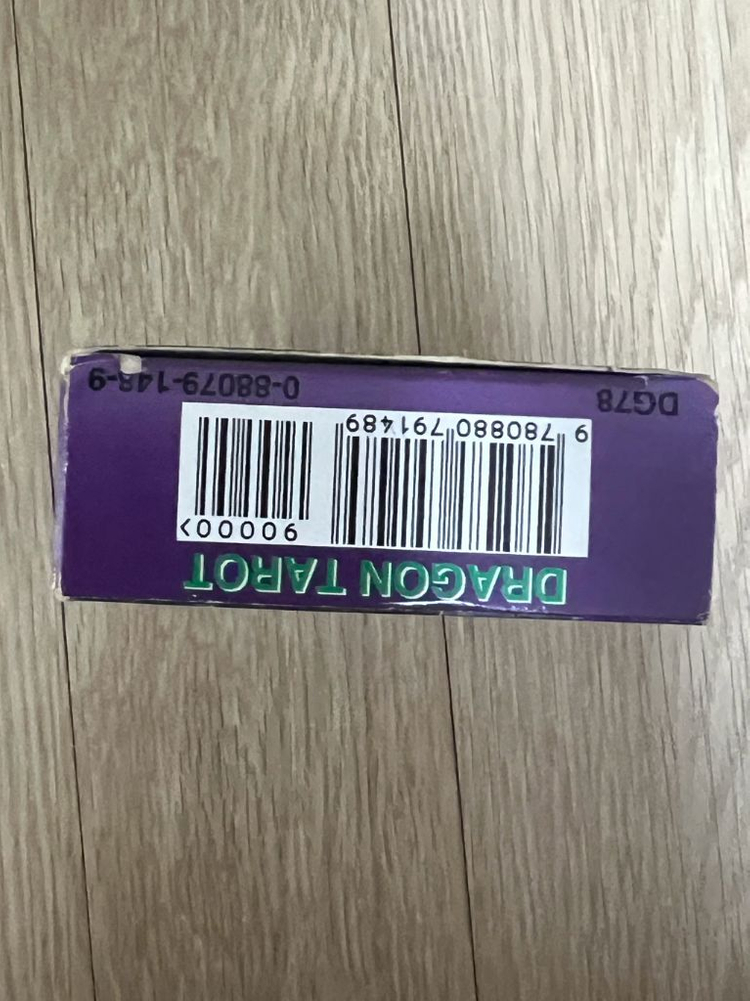 DRAGON TAROT
90000>
9 780880 791489
DG78 0-88079-148-9